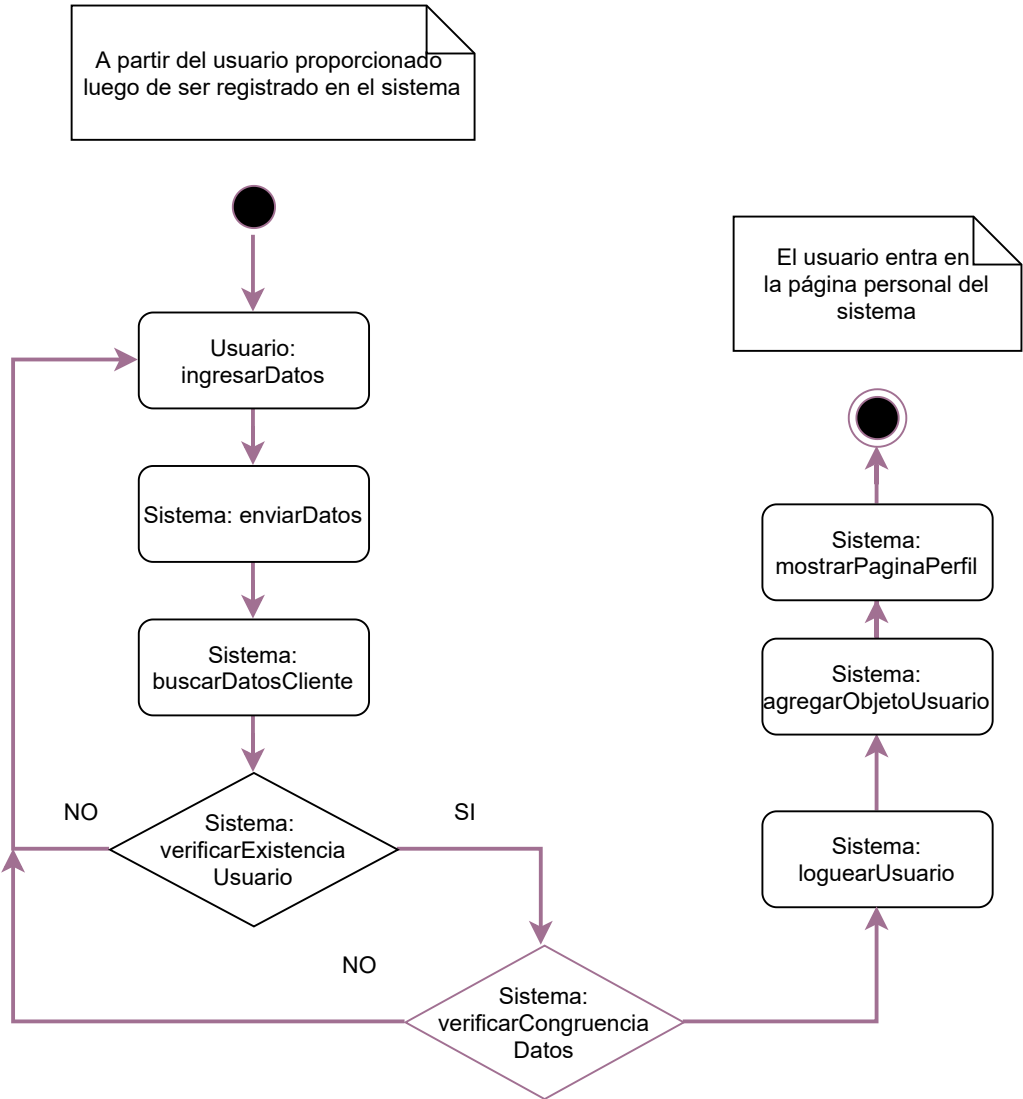 A partir del usuario proporcionado
luego de ser registrado en el sistema
El usuario entra en
la página personal del
sistema
Usuario:
ingresarDatos
Sistema: enviarDatos
Sistema:
buscarDatosCliente
NO
Sistema:
verificarExistencia
Usuario
SI
NO
Sistema:
verificarCongruencia
Datos
Sistema:
loguearUsuario
Sistema:
agregarObjetoUsuario
Sistema:
mostrarPaginaPerfil